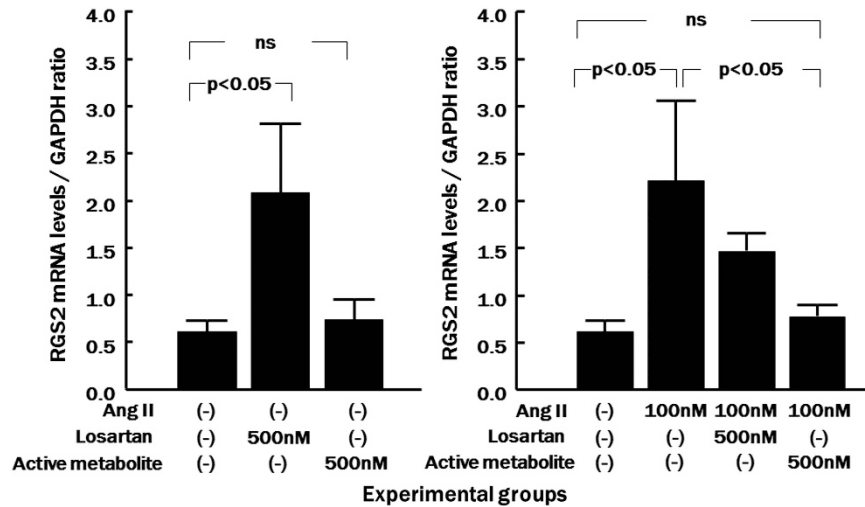 4.0
3.5
3.0
2.5
2.0
1.5
1.0
0.5
0.0
RGS2 mRNA levels / GAPDH ratio
ns
p<0.05
Ang II (-) (-) (-)
Losartan (-) 500nM (-)
Active metabolite (-) (-) 500nM
4.0
3.5
3.0
2.5
2.0
1.5
1.0
0.5
0.0
RGS2 mRNA levels / GAPDH ratio
ns
p<0.05 p<0.05
Ang II (-) 100nM 100nM 100nM
Losartan (-) (-) 500nM (-)
Active metabolite (-) (-) (-) 500nM
Experimental groups